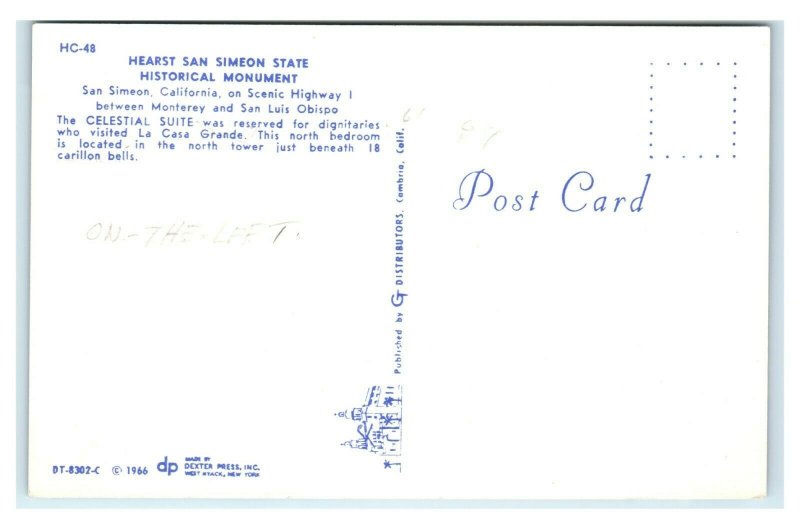 HC-48
HEARST SAN SIMEON STATE
HISTORICAL MONUMENT
San Simeon, California, on Scenic Highway 1
between Monterey and San Luis Obispo
The CELESTIAL SUITE was reserved for dignitaries
who visited La Casa Grande. This north bedroom
is located in the north tower just beneath 18
carillon bells.
ON-THE-LEFT.
DT-8302-C © 1966 dp MADE BY
DEXTER PRESS, INC.
WEST NYACK, NEW YORK
Published by GT DISTRIBUTORS, Cambria, Calif.
Post Card